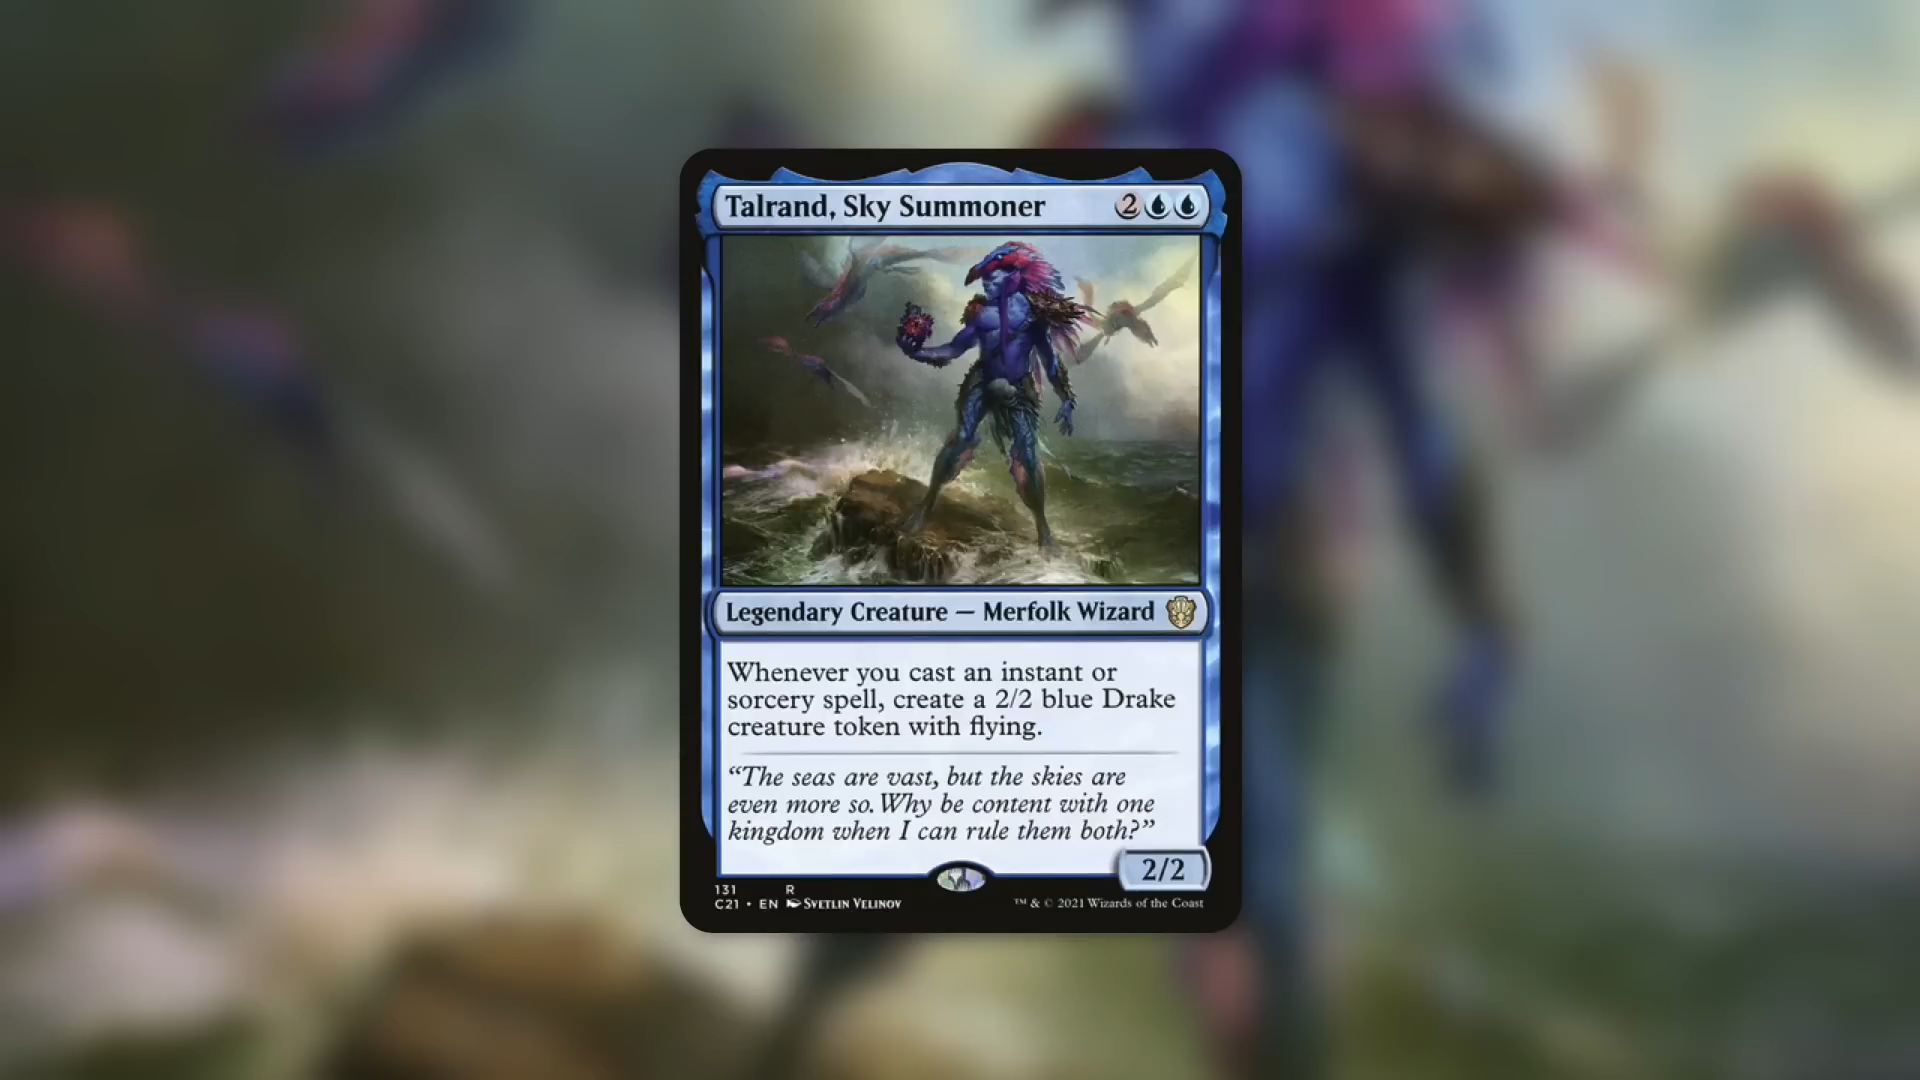 Talrand, Sky Summoner 2
Legendary Creature — Merfolk Wizard
Whenever you cast an instant or
sorcery spell, create a 2/2 blue Drake
creature token with flying.
“The seas are vast, but the skies are
even more so. Why be content with one
kingdom when I can rule them both?”
2/2
131 R
C21 • EN SVETLIN VELINOV
™ & © 2021 Wizards of the Coast